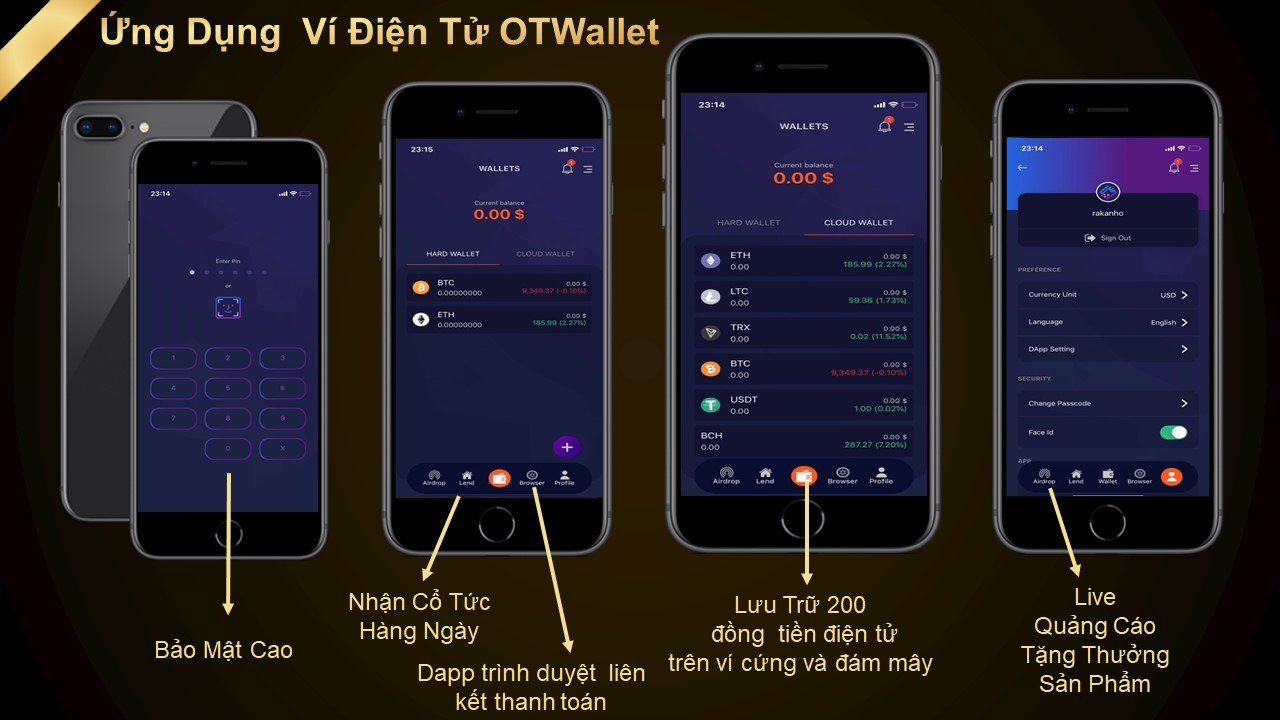 Ứng Dụng Ví Điện Tử OTWallet
23:14
Enter Pin
or
1 2 3
4 5 6
7 8 9
0 X
Bảo Mật Cao
23:15
WALLETS
1
Current balance
0.00 $
HARD WALLET CLOUD WALLET
BTC 0.00 $
0.00000000 9,349.37 (-0.10%)
ETH 0.00 $
0.00000000 185.99 (2.27%)
+
Airdrop Lend Browser Profile
Nhận Cổ Tức
Hàng Ngày
Dapp trình duyệt liên
kết thanh toán
23:14
WALLETS
1
Current balance
0.00 $
HARD WALLET CLOUD WALLET
ETH 0.00 $
0.00 185.99 (2.27%)
LTC 0.00 $
0.00 59.36 (1.73%)
TRX 0.00 $
0.00 0.02 (11.52%)
BTC 0.00 $
0.00 9,349.37 (-0.10%)
USDT 0.00 $
0.00 1.00 (0.02%)
BCH 0.00 $
0.00 287.27 (7.20%)
Airdrop Lend Browser Profile
Lưu Trữ 200
đồng tiền điện tử
trên ví cứng và đám mây
23:14
1
rakanho
Sign Out
PREFERENCE
Currency Unit USD
Language English
DApp Setting
SECURITY
Change Passcode
Face Id
APP
Airdrop Lend Wallet Browser
Live
Quảng Cáo
Tặng Thưởng
Sản Phẩm